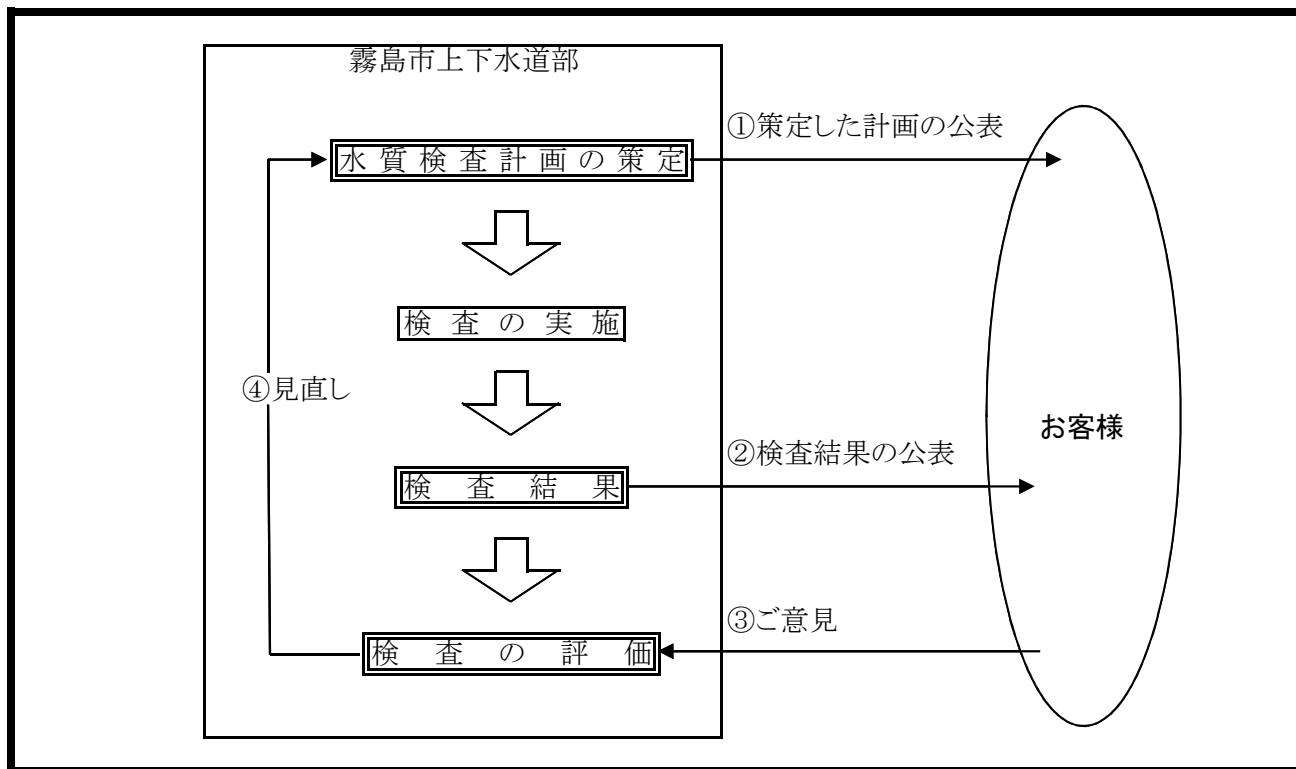 霧島市上下水道部
①策定した計画の公表
水質検査計画の策定
検査の実施
④見直し
お客様
②検査結果の公表
検査結果
③ご意見
検査の評価